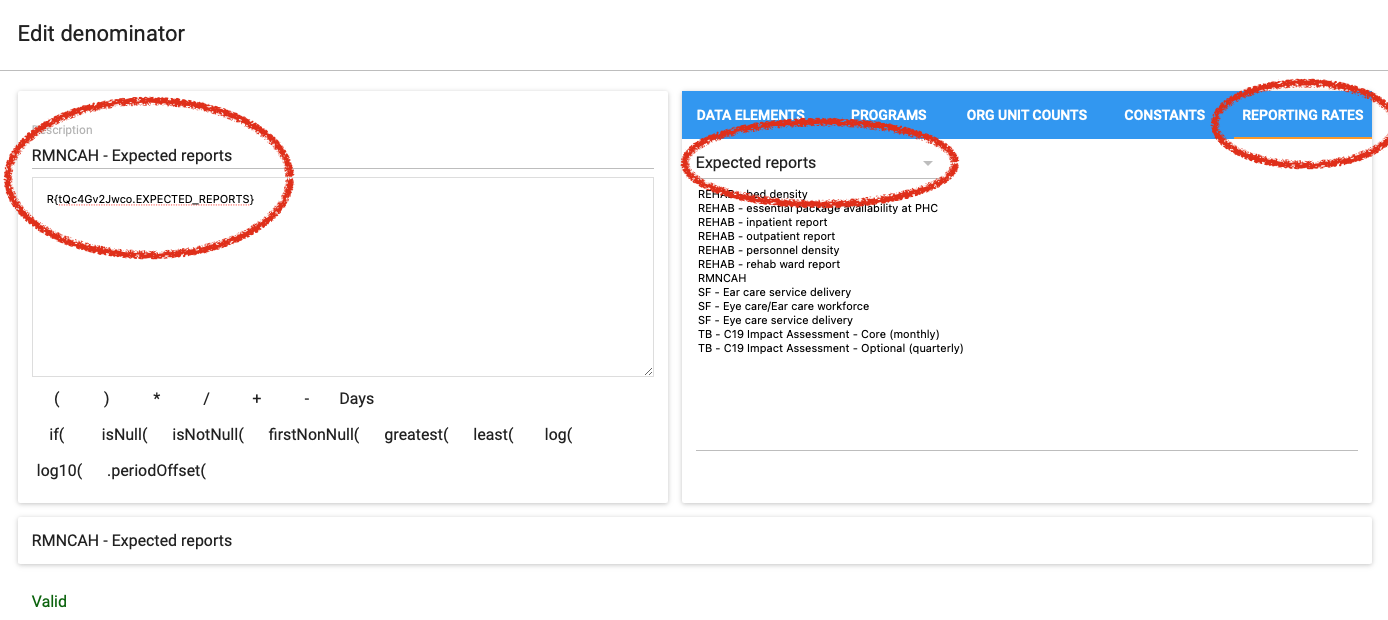 Edit denominator
Description
RMNCAH - Expected reports
R{tQc4Gv2Jwco.EXPECTED_REPORTS}
( ) * / + - Days
if( isNull( isNotNull( firstNonNull( greatest( least( log(
log10( .periodOffset(
DATA ELEMENTS PROGRAMS ORG UNIT COUNTS CONSTANTS REPORTING RATES
Expected reports
REHAB - bed density
REHAB - essential package availability at PHC
REHAB - inpatient report
REHAB - outpatient report
REHAB - personnel density
REHAB - rehab ward report
RMNCAH
SF - Ear care service delivery
SF - Eye care/Ear care workforce
SF - Eye care service delivery
TB - C19 Impact Assessment - Core (monthly)
TB - C19 Impact Assessment - Optional (quarterly)
RMNCAH - Expected reports
Valid